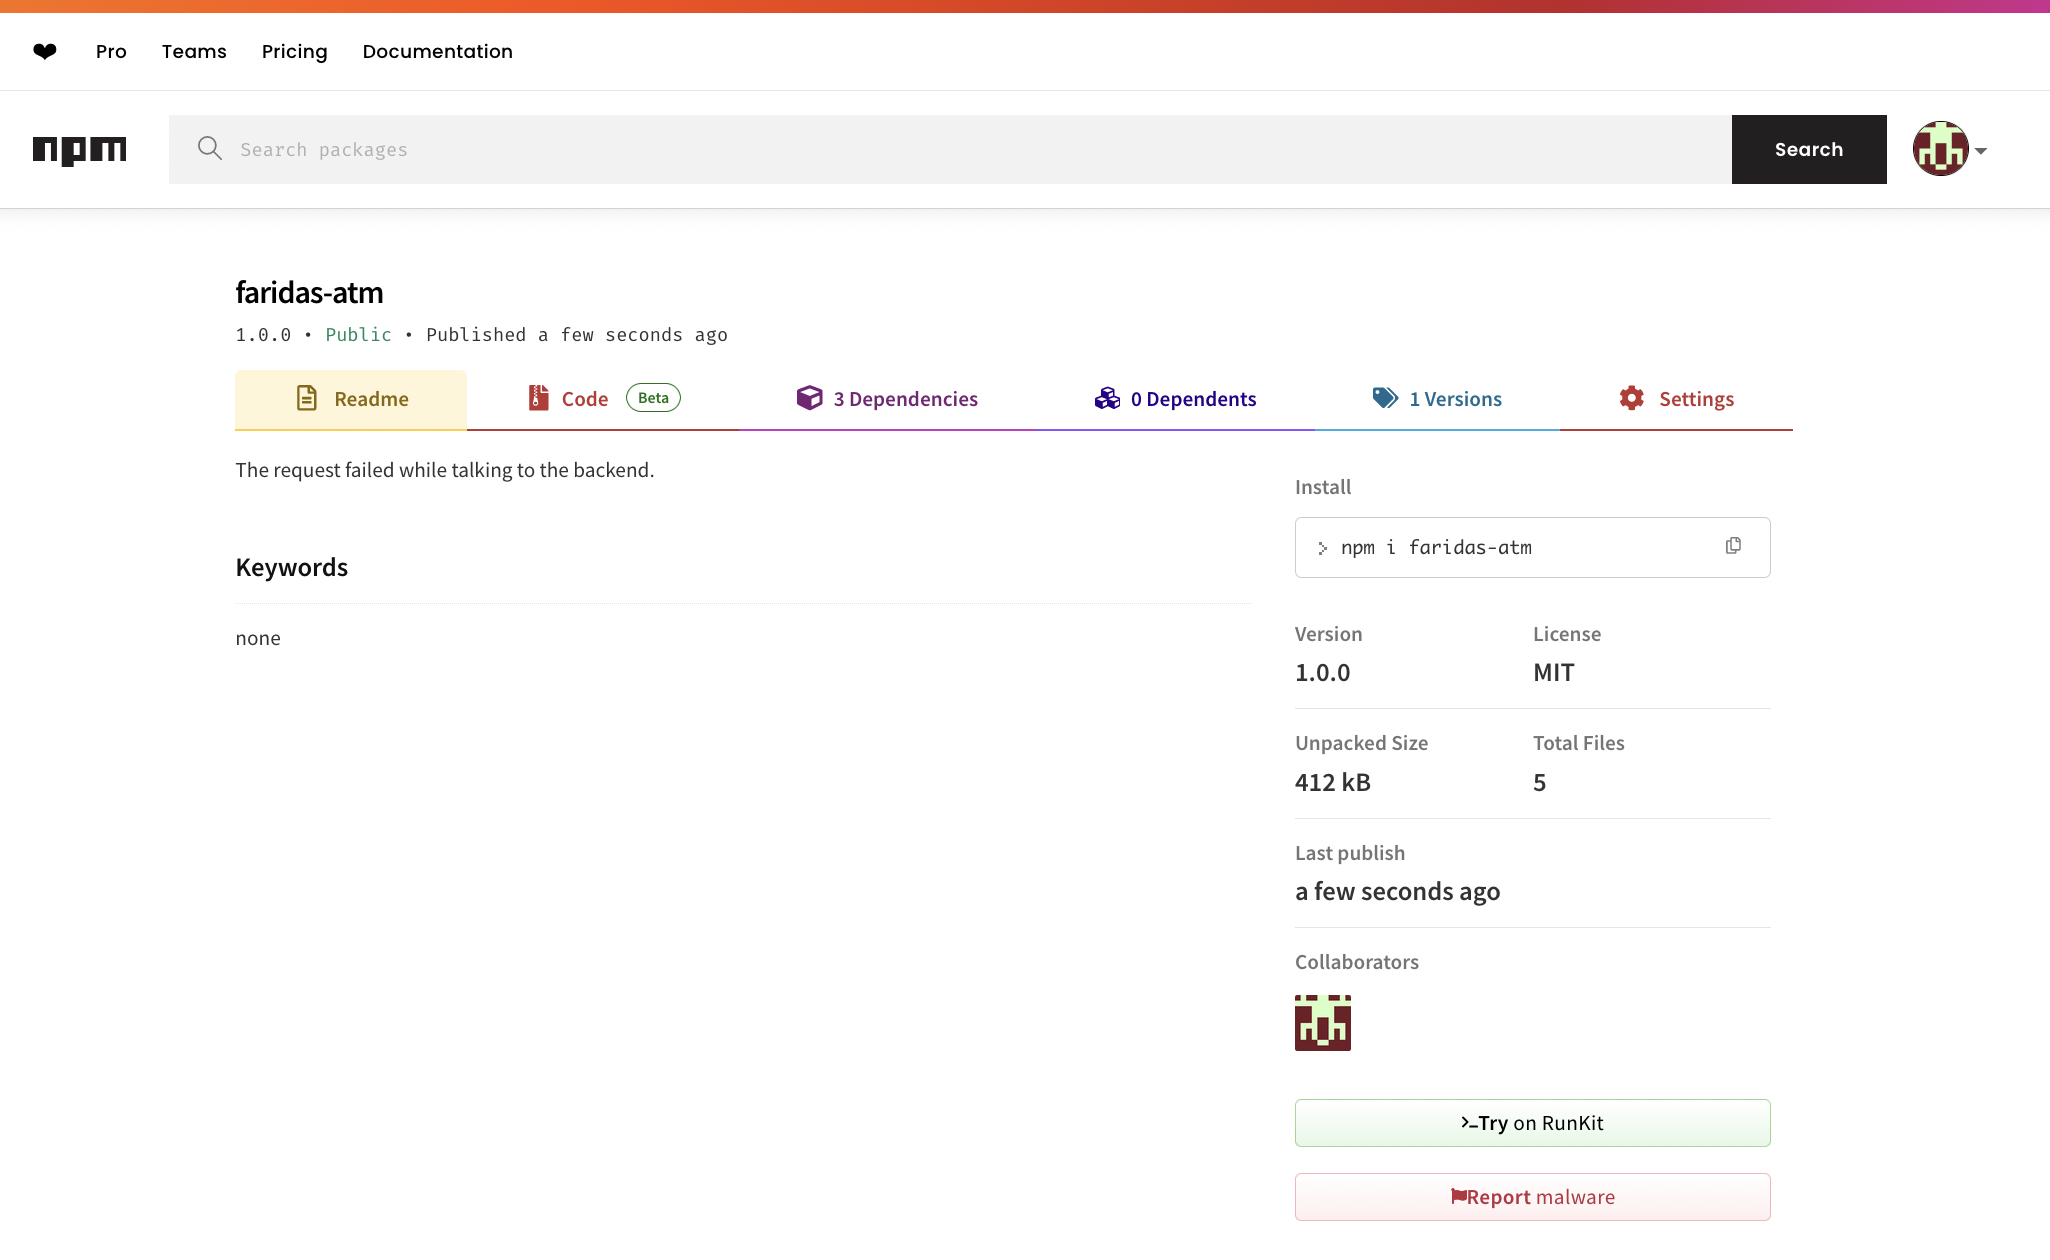 ❤ Pro Teams Pricing Documentation
npm Search packages Search
faridas-atm
1.0.0 • Public • Published a few seconds ago
Readme Code Beta 3 Dependencies 0 Dependents 1 Versions Settings
The request failed while talking to the backend.
Keywords
none
Install
> npm i faridas-atm
Version License
1.0.0 MIT
Unpacked Size Total Files
412 kB 5
Last publish
a few seconds ago
Collaborators
Try on RunKit
Report malware